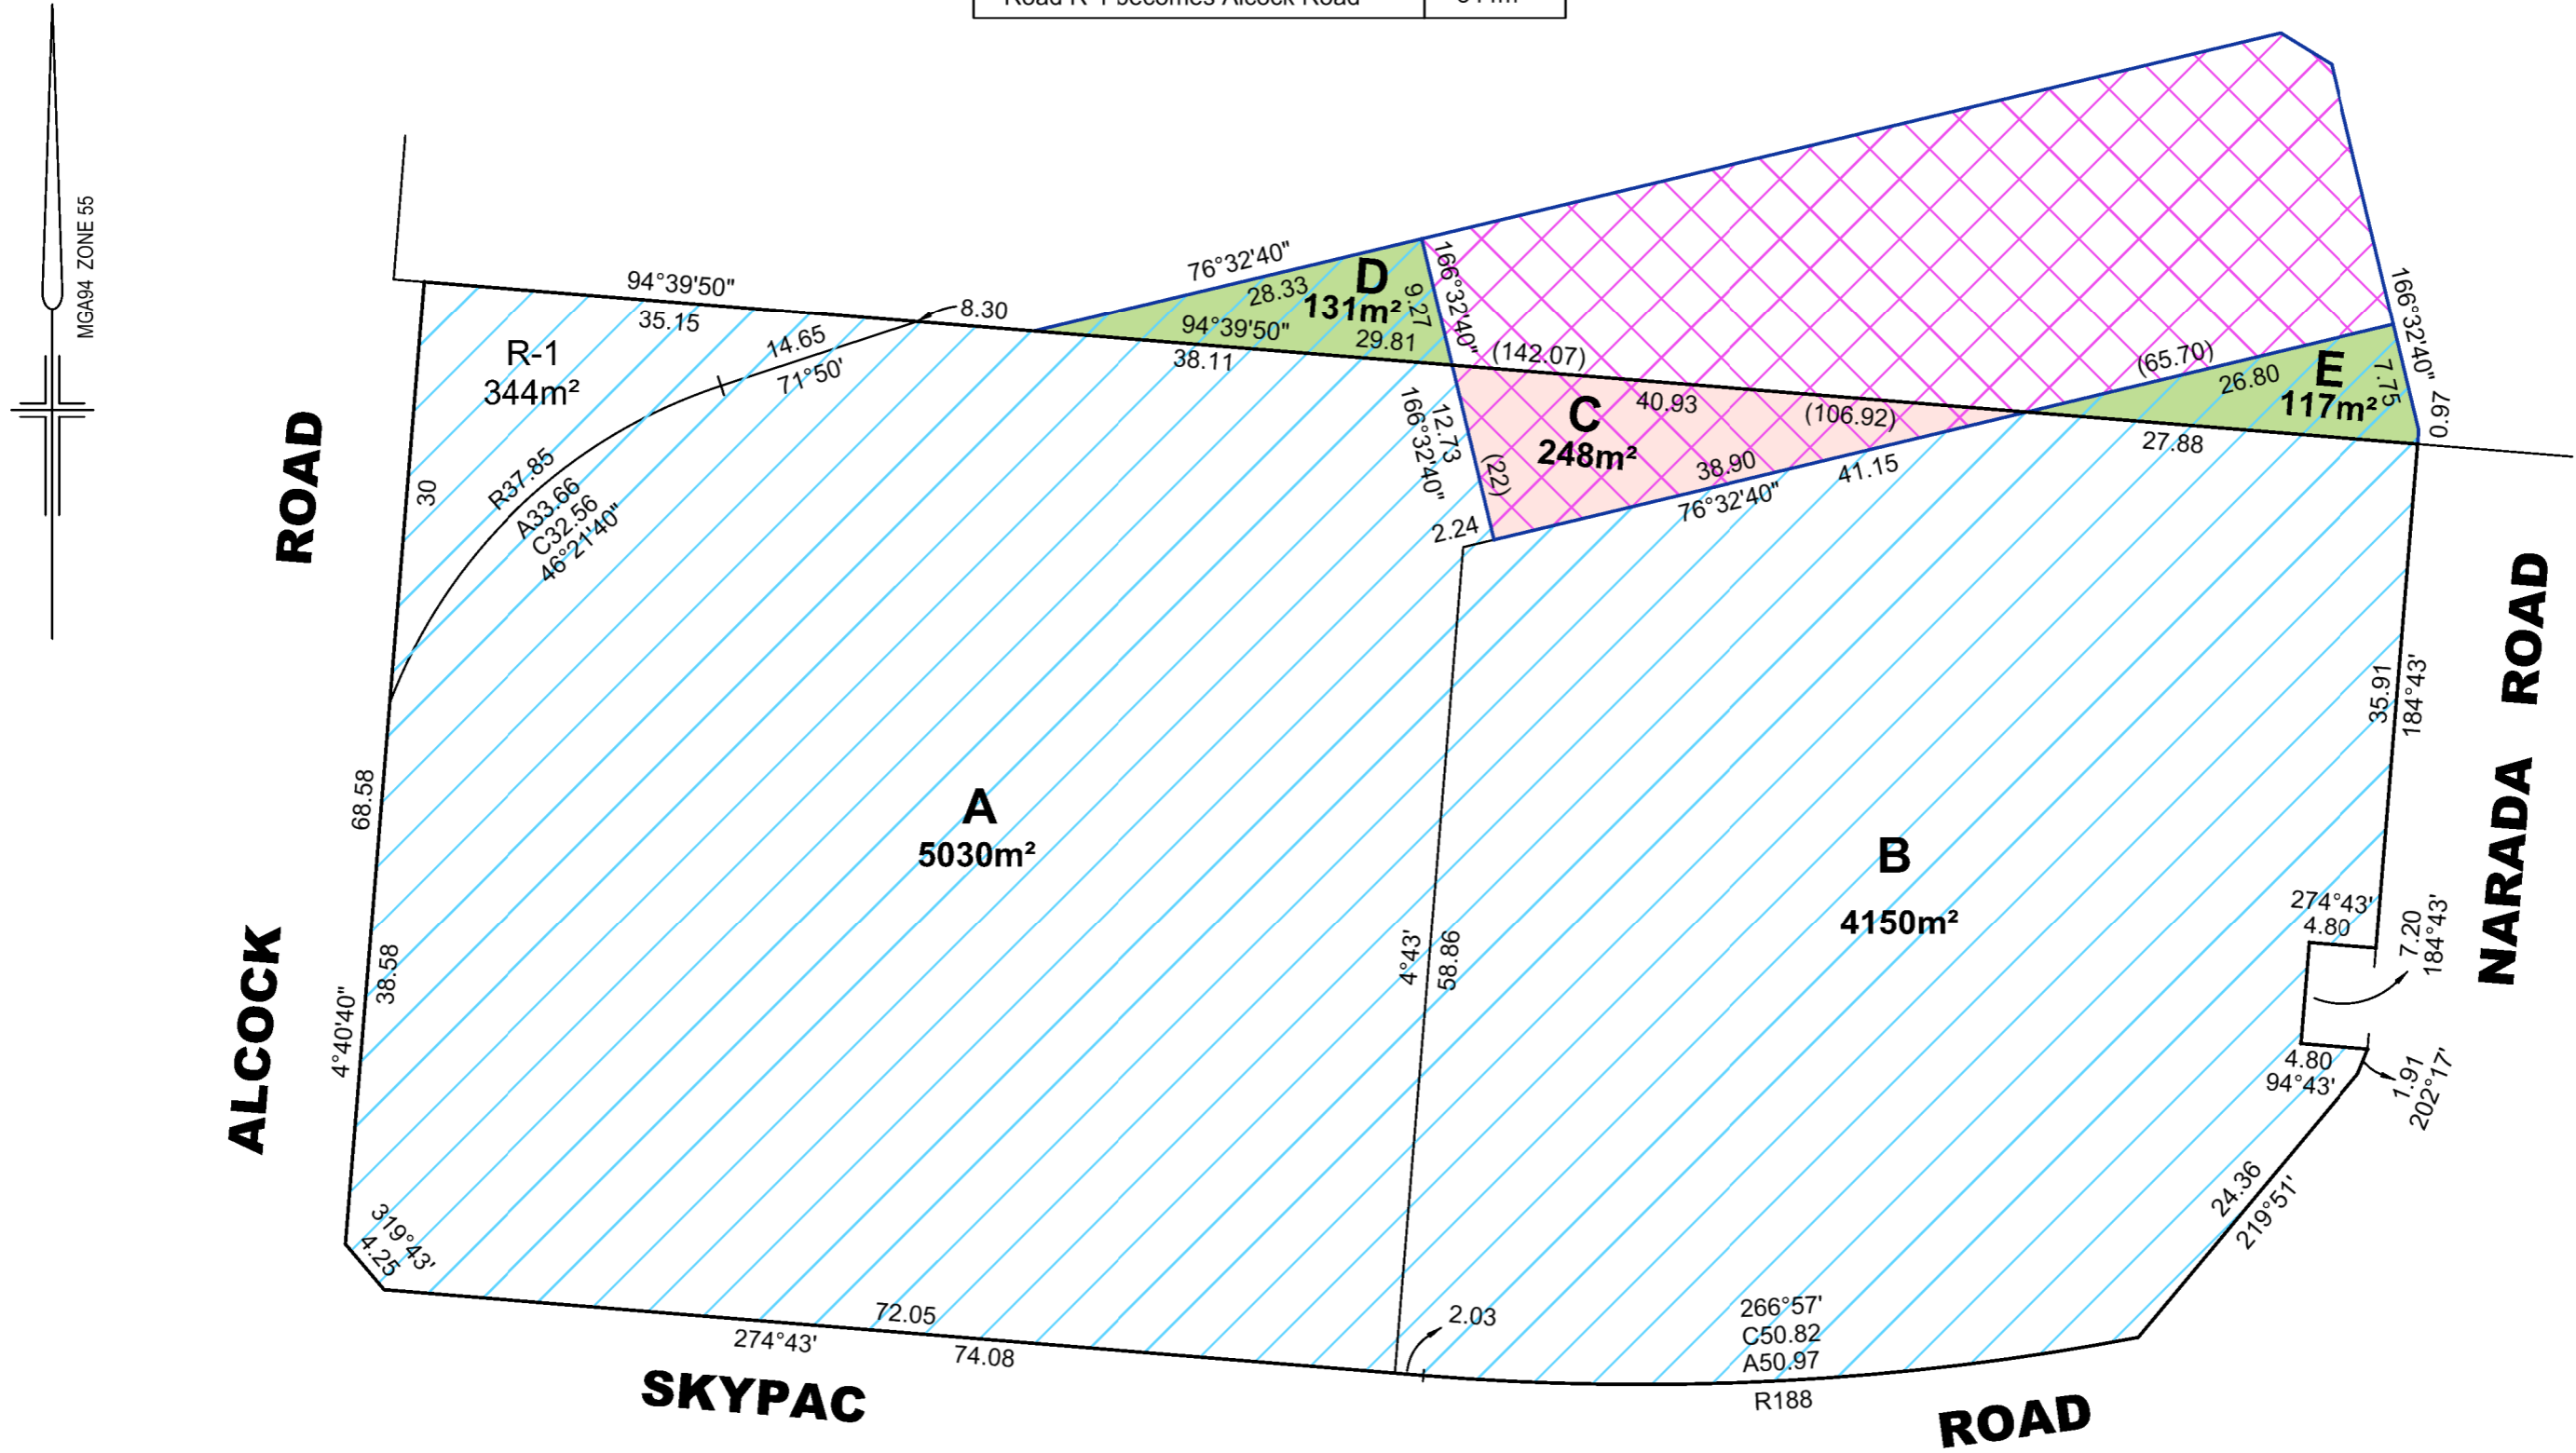 Road R-1 becomes Alcock Road
MGA94 ZONE 55
94°39'50"
35.15
8.30
14.65
71°50'
R-1
344m²
R37.85
A33.66
C32.56
46°21'40"
30
76°32'40"
28.33
D
131m²
9.27
166°32'40"
94°39'50"
29.81
38.11
(142.07)
40.93
(106.92)
C
248m²
12.73
166°32'40"
(22)
38.90
41.15
76°32'40"
2.24
(65.70)
26.80
E
117m²
7.75
166°32'40"
0.97
27.88
ROAD
ALCOCK
68.58
38.58
4°40'40"
A
5030m²
4°43'
58.86
B
4150m²
35.91
184°43'
NARADA ROAD
274°43'
4.80
7.20
184°43'
4.80
94°43'
1.91
202°17'
24.36
219°51'
319°43'
4.25
72.05
274°43'
74.08
2.03
266°57'
C50.82
A50.97
R188
SKYPAC
ROAD